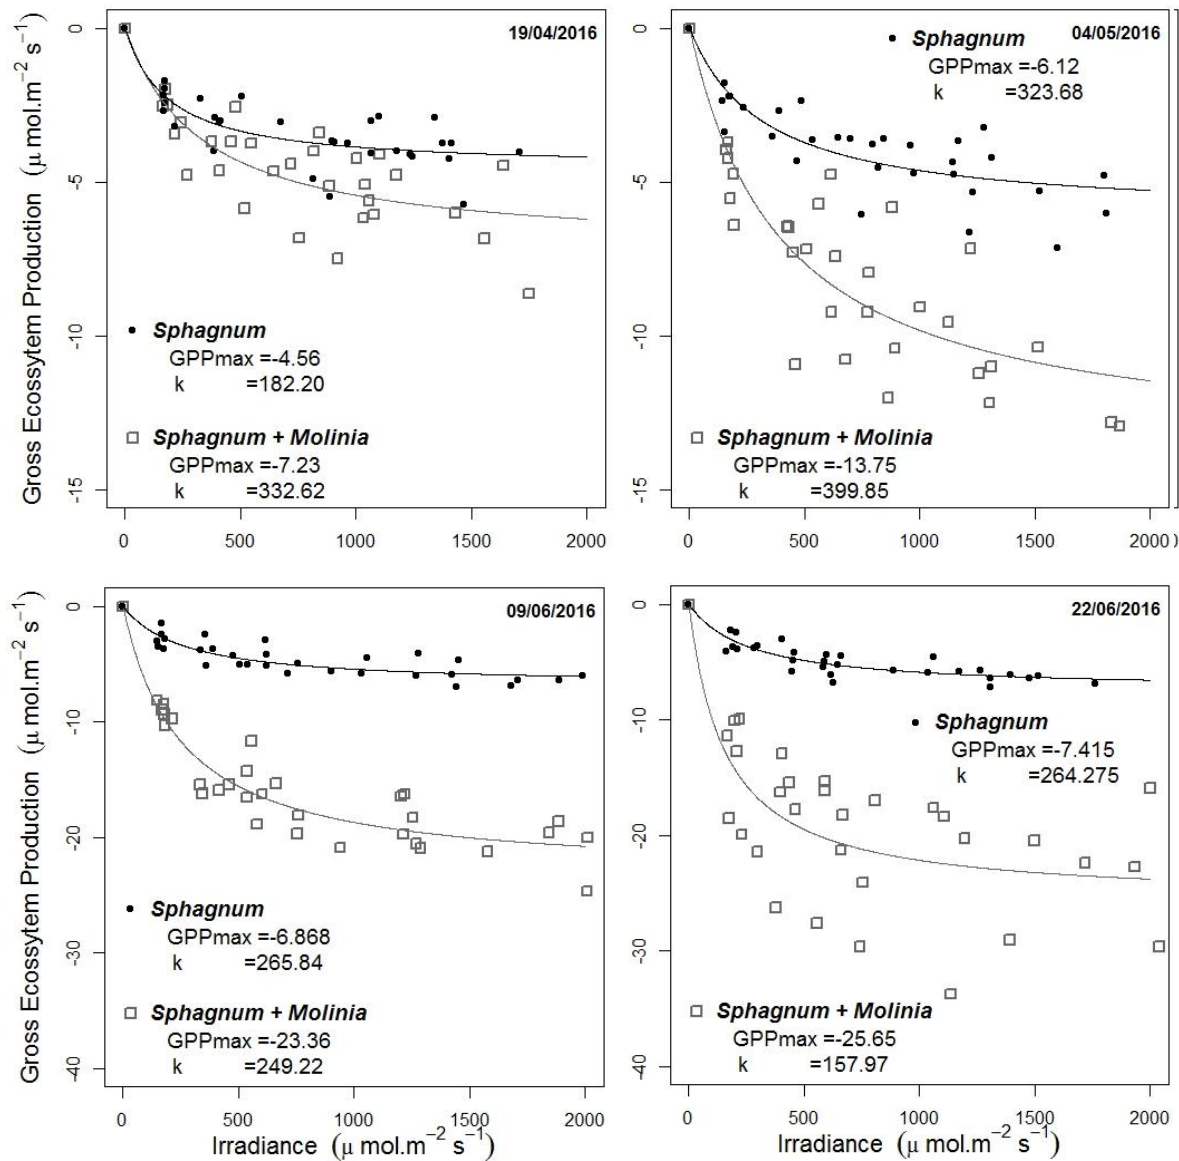 19/04/2016
0
-5
-10
-15
Gross Ecossytem Production (μ mol.m⁻² s⁻¹)
Sphagnum
GPPmax =-4.56
k =182.20
Sphagnum + Molinia
GPPmax =-7.23
k =332.62
0 500 1000 1500 2000
04/05/2016
0
-5
-10
-15
Sphagnum
GPPmax =-6.12
k =323.68
Sphagnum + Molinia
GPPmax =-13.75
k =399.85
0 500 1000 1500 2000
09/06/2016
0
-10
-20
-30
-40
Gross Ecossytem Production (μ mol.m⁻² s⁻¹)
Sphagnum
GPPmax =-6.868
k =265.84
Sphagnum + Molinia
GPPmax =-23.36
k =249.22
0 500 1000 1500 2000
Irradiance (μ mol.m⁻² s⁻¹)
22/06/2016
0
-10
-20
-30
-40
Sphagnum
GPPmax =-7.415
k =264.275
Sphagnum + Molinia
GPPmax =-25.65
k =157.97
0 500 1000 1500 2000
Irradiance (μ mol.m⁻² s⁻¹)